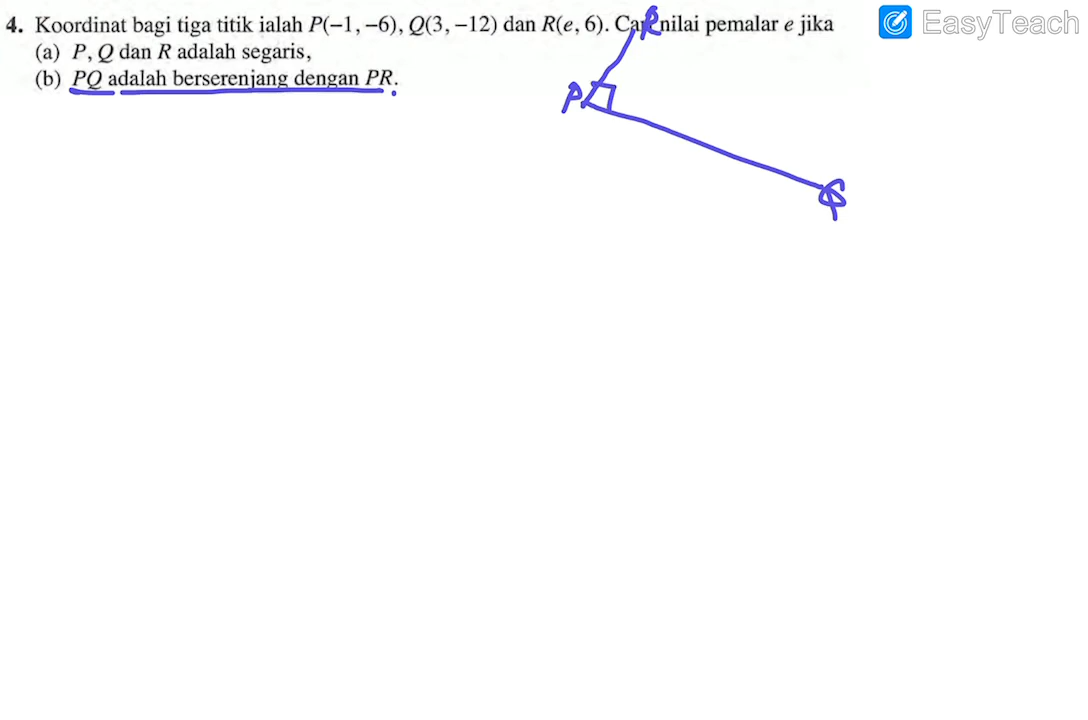 4. Koordinat bagi tiga titik ialah P(−1, −6), Q(3, −12) dan R(e, 6). Cari nilai pemalar e jika
(a) P, Q dan R adalah segaris,
(b) PQ adalah berserenjang dengan PR.
EasyTeach
R
P
Q